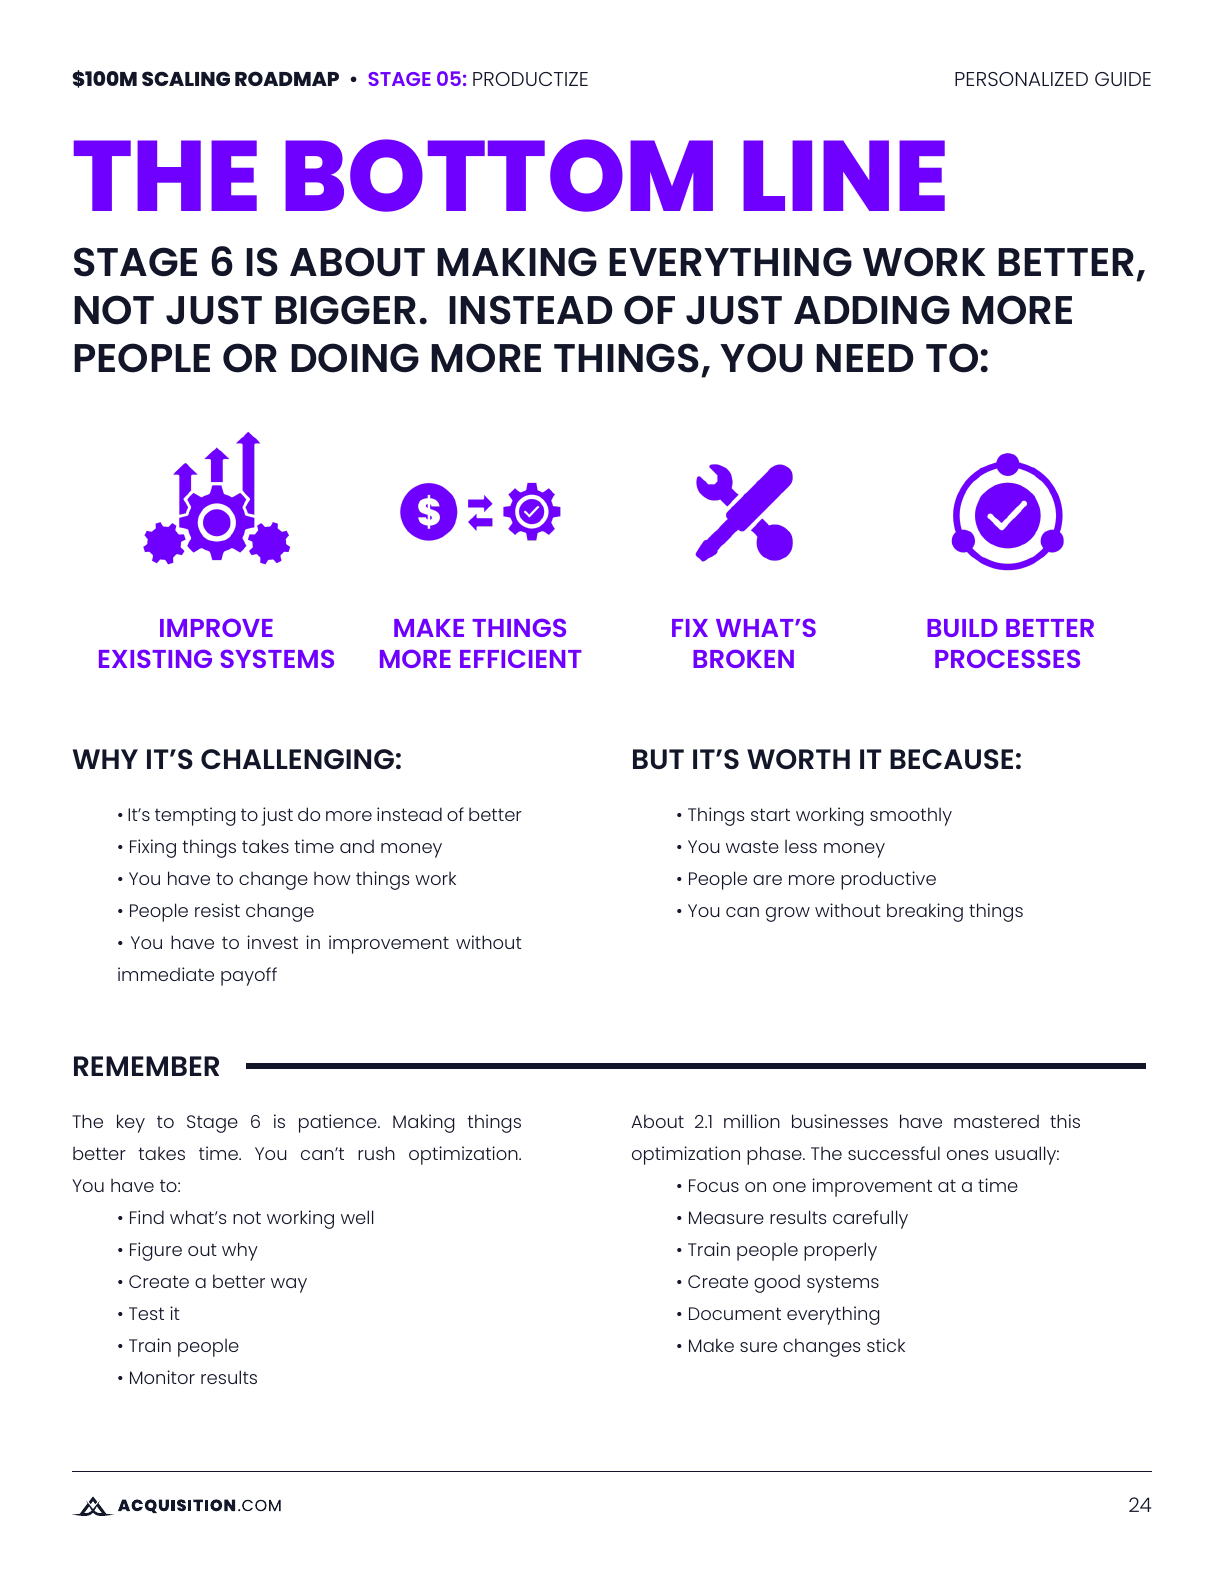 $100M SCALING ROADMAP • STAGE 05: PRODUCTIZE
PERSONALIZED GUIDE
THE BOTTOM LINE
STAGE 6 IS ABOUT MAKING EVERYTHING WORK BETTER,
NOT JUST BIGGER.  INSTEAD OF JUST ADDING MORE
PEOPLE OR DOING MORE THINGS, YOU NEED TO:
$
IMPROVE
EXISTING SYSTEMS
MAKE THINGS
MORE EFFICIENT
FIX WHAT’S
BROKEN
BUILD BETTER
PROCESSES
WHY IT’S CHALLENGING:
• It’s tempting to just do more instead of better
• Fixing things takes time and money
• You have to change how things work
• People resist change
• You have to invest in improvement without
immediate payoff
BUT IT’S WORTH IT BECAUSE:
• Things start working smoothly
• You waste less money
• People are more productive
• You can grow without breaking things
REMEMBER
The key to Stage 6 is patience. Making things
better takes time. You can’t rush optimization.
You have to:
• Find what’s not working well
• Figure out why
• Create a better way
• Test it
• Train people
• Monitor results
About 2.1 million businesses have mastered this
optimization phase. The successful ones usually:
• Focus on one improvement at a time
• Measure results carefully
• Train people properly
• Create good systems
• Document everything
• Make sure changes stick
ACQUISITION.COM
24